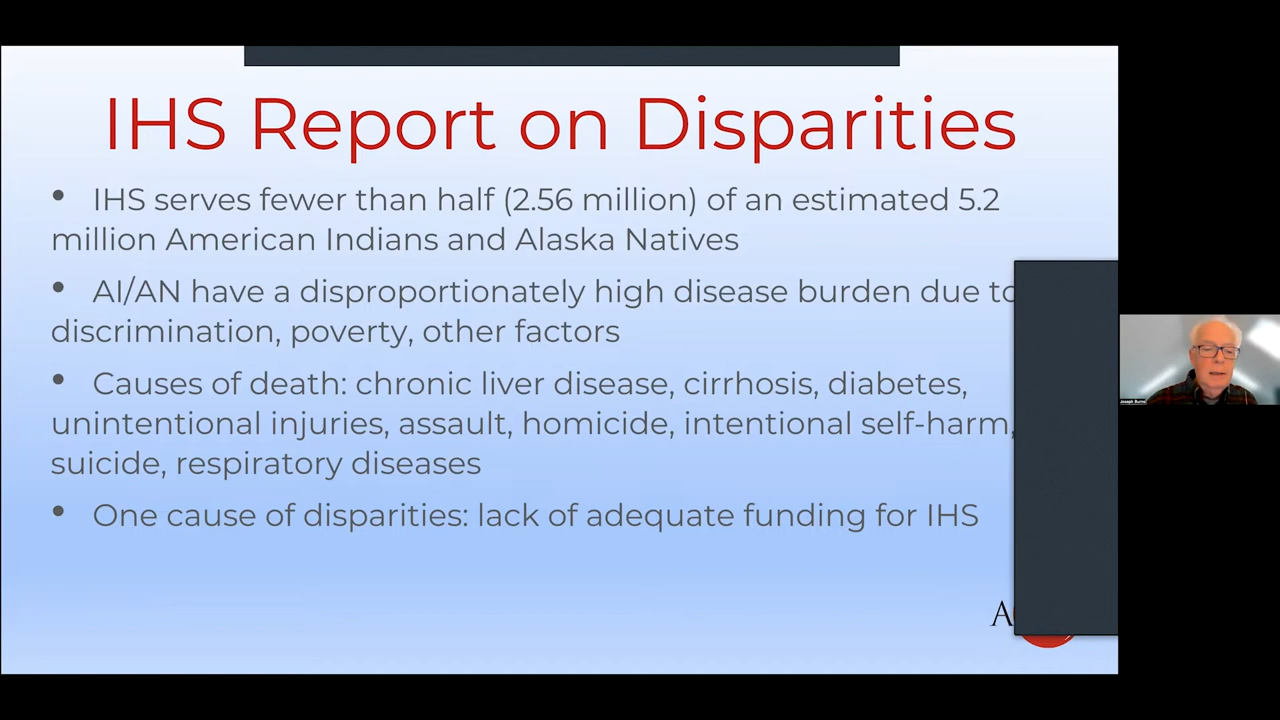 IHS Report on Disparities
• IHS serves fewer than half (2.56 million) of an estimated 5.2
million American Indians and Alaska Natives
• AI/AN have a disproportionately high disease burden due to
discrimination, poverty, other factors
• Causes of death: chronic liver disease, cirrhosis, diabetes,
unintentional injuries, assault, homicide, intentional self-harm,
suicide, respiratory diseases
• One cause of disparities: lack of adequate funding for IHS
A
Joseph Burns